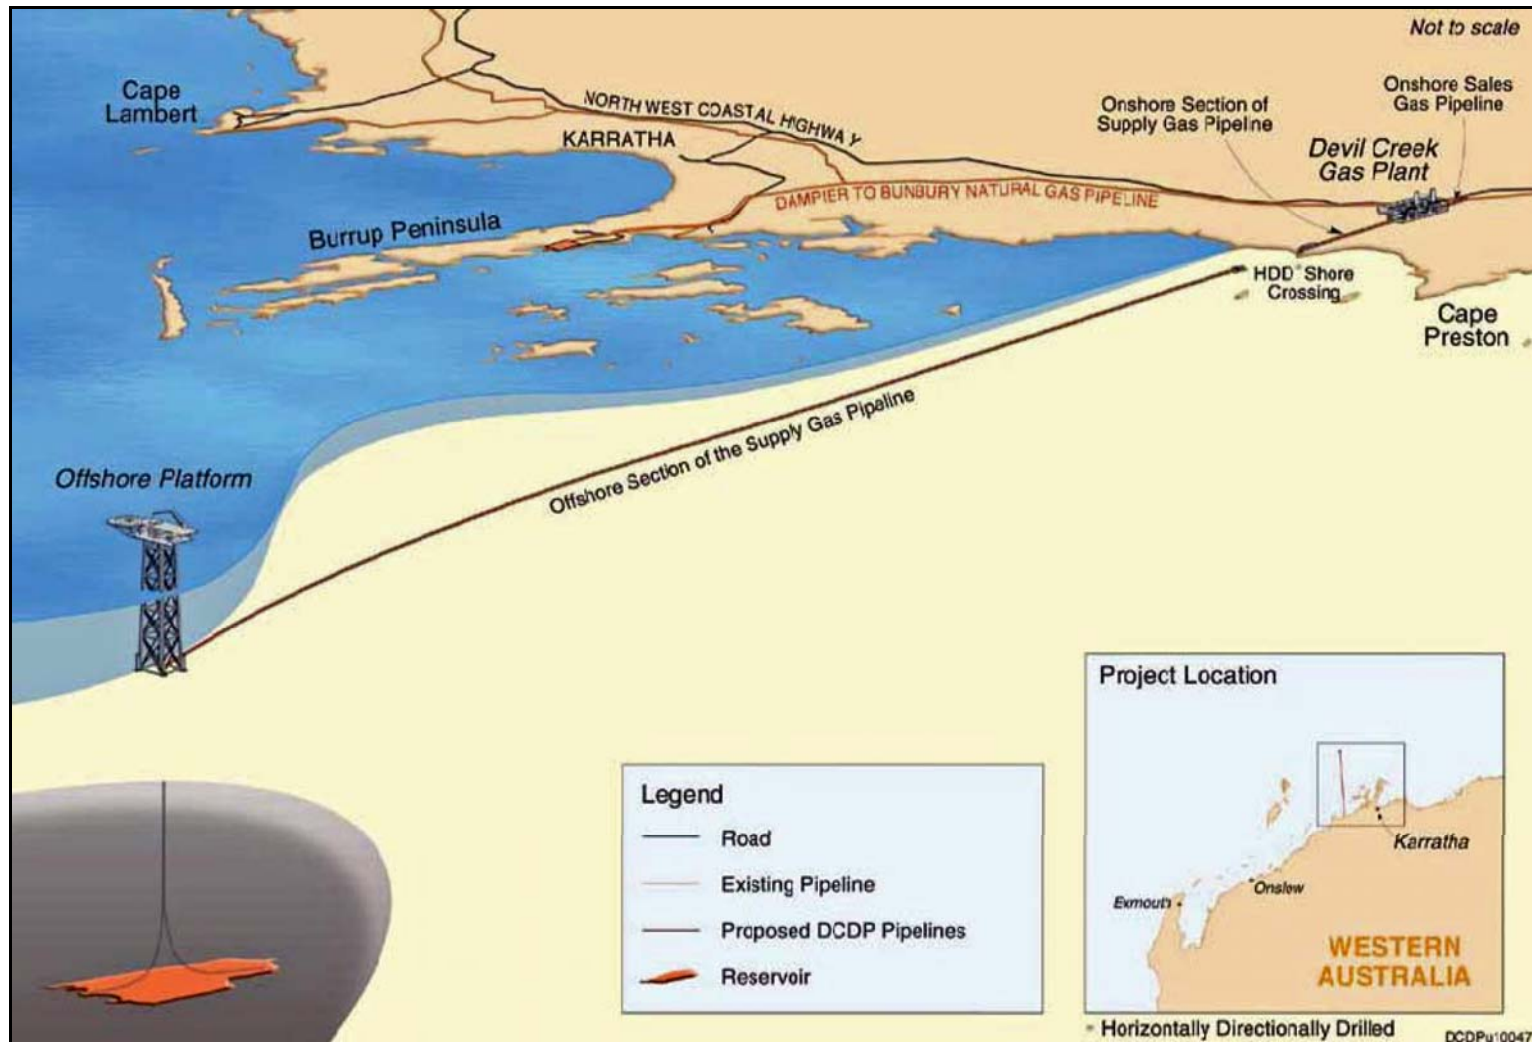 Not to scale
Cape
Lambert
NORTH WEST COASTAL HIGHWAY
KARRATHA
Onshore Section of
Supply Gas Pipeline
Onshore Sales
Gas Pipeline
Devil Creek
Gas Plant
DAMPIER TO BUNBURY NATURAL GAS PIPELINE
Burrup Peninsula
HDD* Shore
Crossing
Cape
Preston
Offshore Section of the Supply Gas Pipeline
Offshore Platform
Project Location
Karratha
Onslow
Exmouth
WESTERN
AUSTRALIA
Legend
Road
Existing Pipeline
Proposed DCDP Pipelines
Reservoir
* Horizontally Directionally Drilled
DCDPu10047